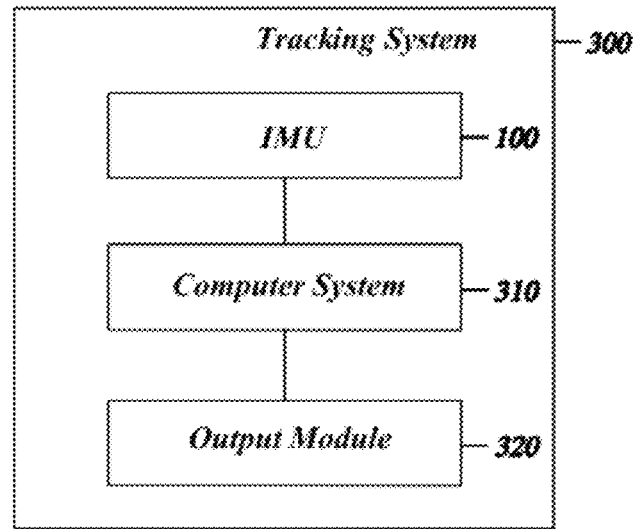 Tracking System
300
IMU
100
Computer System
310
Output Module
320